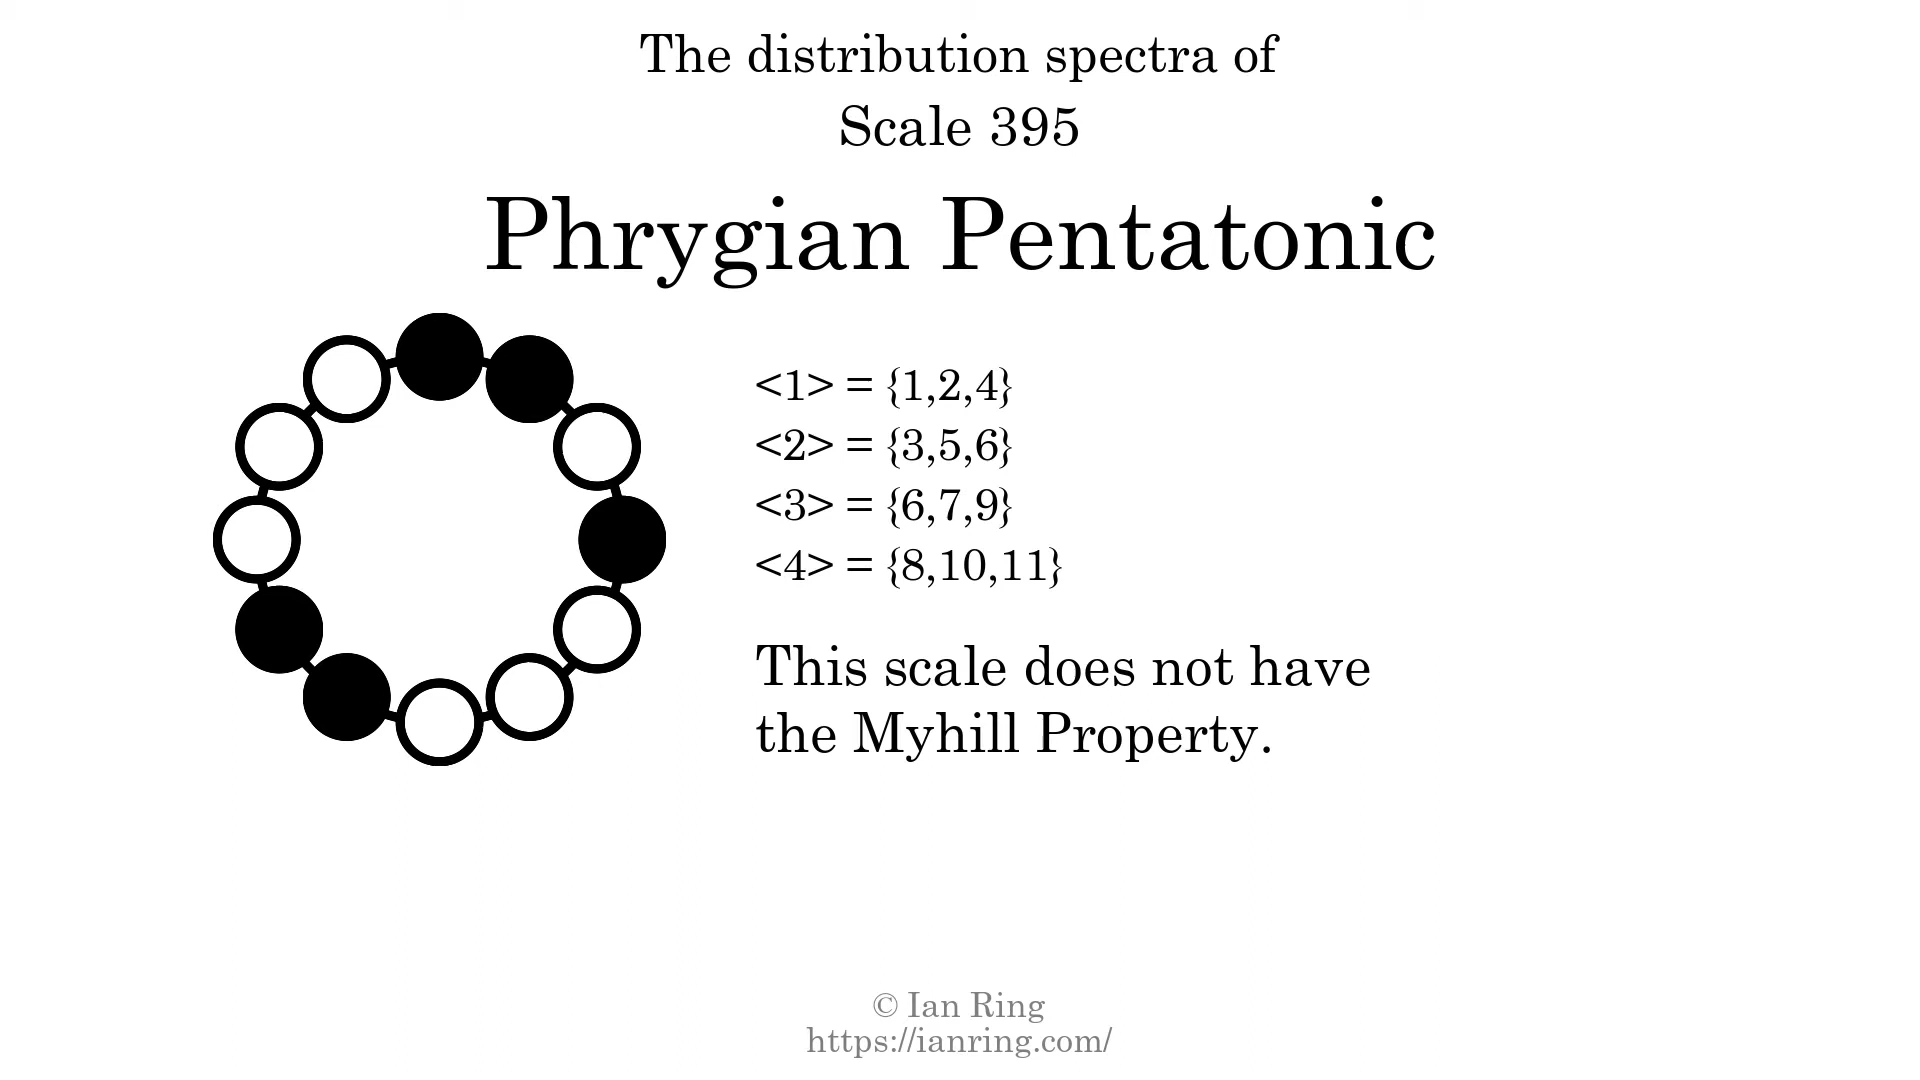 The distribution spectra of
Scale 395
Phrygian Pentatonic
<1> = {1,2,4}
<2> = {3,5,6}
<3> = {6,7,9}
<4> = {8,10,11}
This scale does not have
the Myhill Property.
© Ian Ring
https://ianring.com/